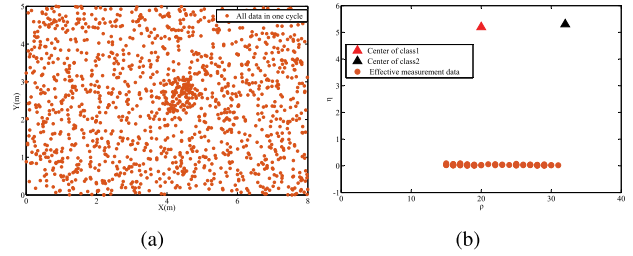 5
4
3
2
1
0
Y(m)
All data in one cycle
0
2
4
6
8
X(m)
(a)
6
5
4
3
2
1
0
-1
η
Center of class1
Center of class2
Effective measurement data
0
10
20
30
40
ρ
(b)